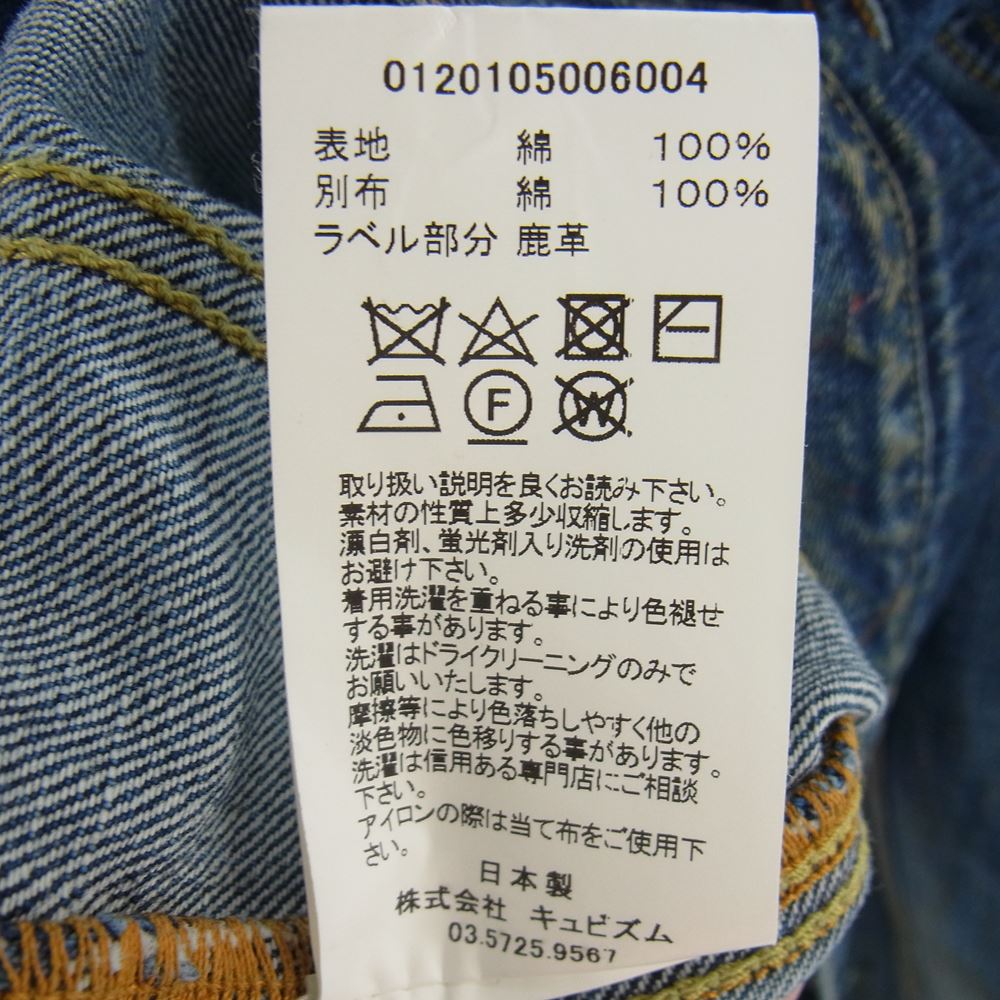 0120105006004
表地 綿 100%
別布 綿 100%
ラベル部分 鹿革
F
W
取り扱い説明を良くお読み下さい。
素材の性質上多少収縮します。
漂白剤、蛍光剤入り洗剤の使用は
お避け下さい。
着用洗濯を重ねる事により色褪せ
する事があります。
洗濯はドライクリーニングのみで
お願いいたします。
摩擦等により色落ちしやすく他の
淡色物に色移りする事があります。
洗濯は信用ある専門店にご相談
下さい。
アイロンの際は当て布をご使用下
さい。
日本製
株式会社 キュビズム
03.5725.9567